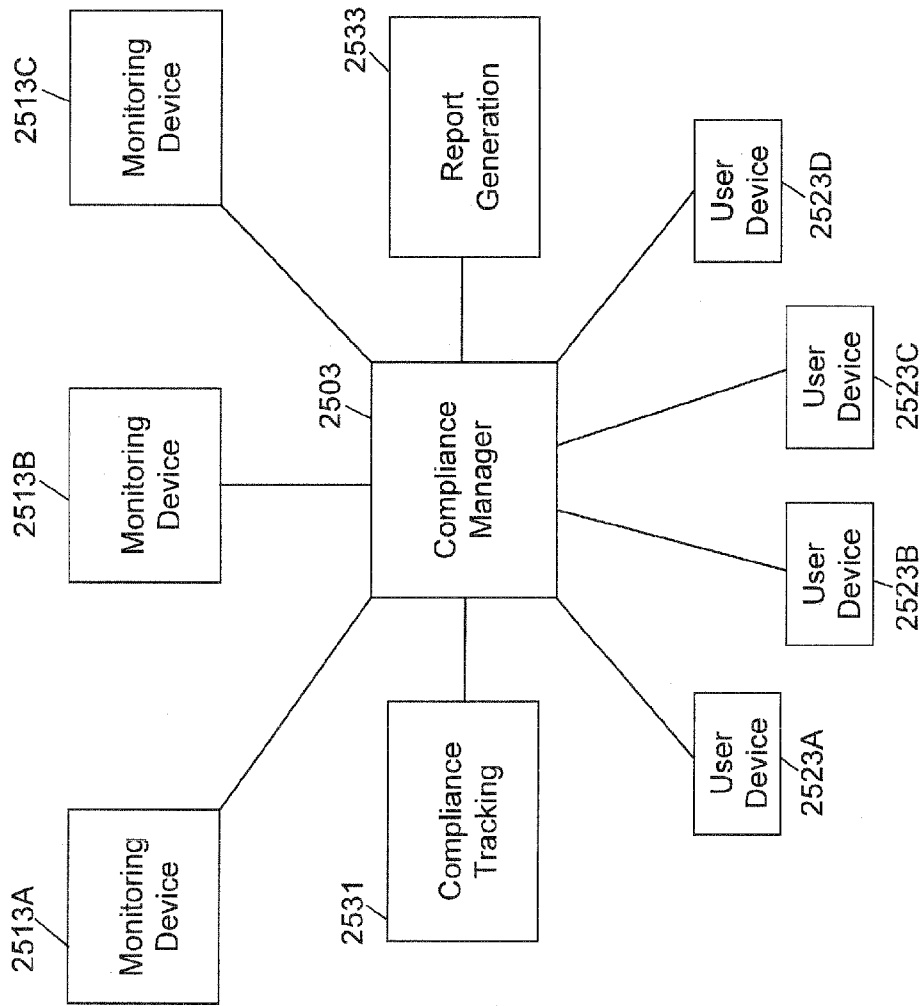 2513A
Monitoring
Device
2513B
Monitoring
Device
2513C
Monitoring
Device
2531
Compliance
Tracking
2503
Compliance
Manager
2533
Report
Generation
User
Device
2523A
User
Device
2523B
User
Device
2523C
User
Device
2523D